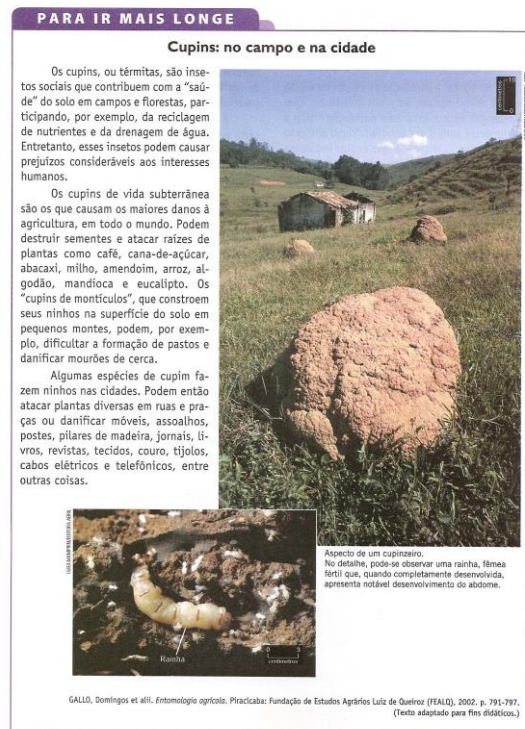 PARA IR MAIS LONGE
Cupins: no campo e na cidade
Os cupins, ou térmitas, são inse-
tos sociais que contribuem com a “saú-
de” do solo em campos e florestas, par-
ticipando, por exemplo, da reciclagem
de nutrientes e da drenagem de água.
Entretanto, esses insetos podem causar
prejuízos consideráveis aos interesses
humanos.
Os cupins de vida subterrânea
são os que causam os maiores danos à
agricultura, em todo o mundo. Podem
destruir sementes e atacar raízes de
plantas como café, cana-de-açúcar,
abacaxi, milho, amendoim, arroz, al-
godão, mandioca e eucalipto. Os
“cupins de montículos”, que constroem
seus ninhos na superfície do solo em
pequenos montes, podem, por exem-
plo, dificultar a formação de pastos e
danificar mourões de cerca.
Algumas espécies de cupim fa-
zem ninhos nas cidades. Podem então
atacar plantas diversas em ruas e pra-
ças ou danificar móveis, assoalhos,
postes, pilares de madeira, jornais, li-
vros, revistas, tecidos, couro, tijolos,
cabos elétricos e telefônicos, entre
outras coisas.
10
centímetros
0
Aspecto de um cupinzeiro.
No detalhe, pode-se observar uma rainha, fêmea
fértil que, quando completamente desenvolvida,
apresenta notável desenvolvimento do abdome.
Rainha
0 3
centímetros
GALLO, Domingos et alii. Entomologia agrícola. Piracicaba: Fundação de Estudos Agrários Luiz de Queiroz (FEALQ), 2002. p. 791-797.
(Texto adaptado para fins didáticos.)